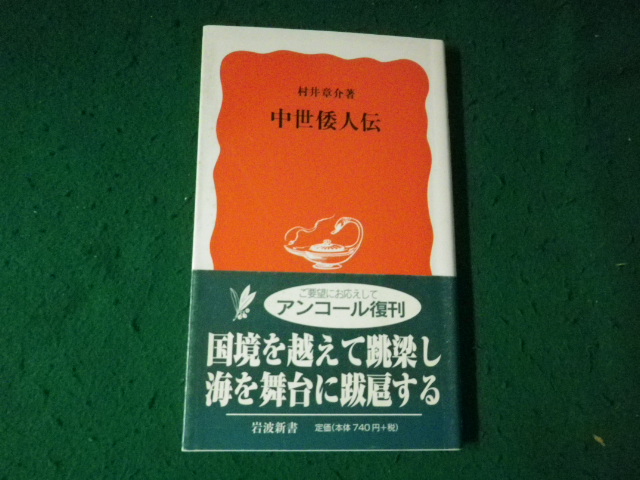 村井章介著
中世倭人伝
ご要望にお応えして
アンコール復刊
国境を越えて跳梁し
海を舞台に跋扈する
岩波新書 定価(本体740円+税)